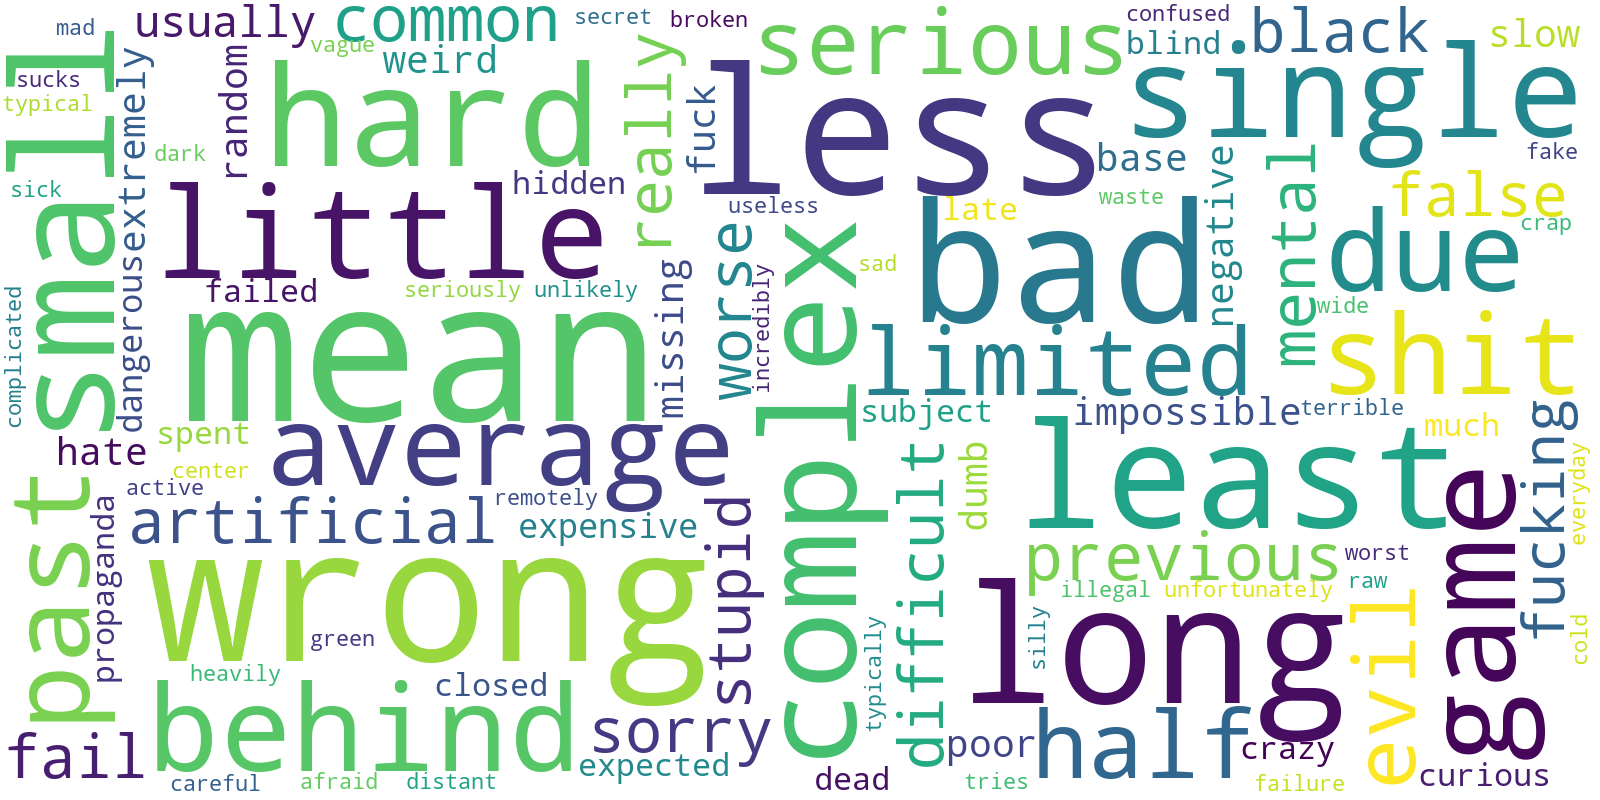 mad
usually
common
secret
broken
serious
confused
black
slow
sucks
vague
weird
blind
typical
small
random
hard
really
fuck
less
single
fake
dark
sick
dangerous
extremely
little
hidden
useless
base
waste
negative
mental
false
crap
late
bad
due
failed
seriously
unlikely
missing
worse
incredibly
complex
sad
wide
complicated
mean
limited
shit
hate
spent
average
subject
impossible
terrible
much
center
active
past
propaganda
artificial
remotely
expensive
stupid
difficult
dumb
least
game
fucking
everyday
previous
worst
raw
illegal
unfortunately
wrong
green
heavily
behind
closed
sorry
typically
long
silly
evil
cold
fail
careful
afraid
distant
expected
dead
poor
tries
half
crazy
failure
curious